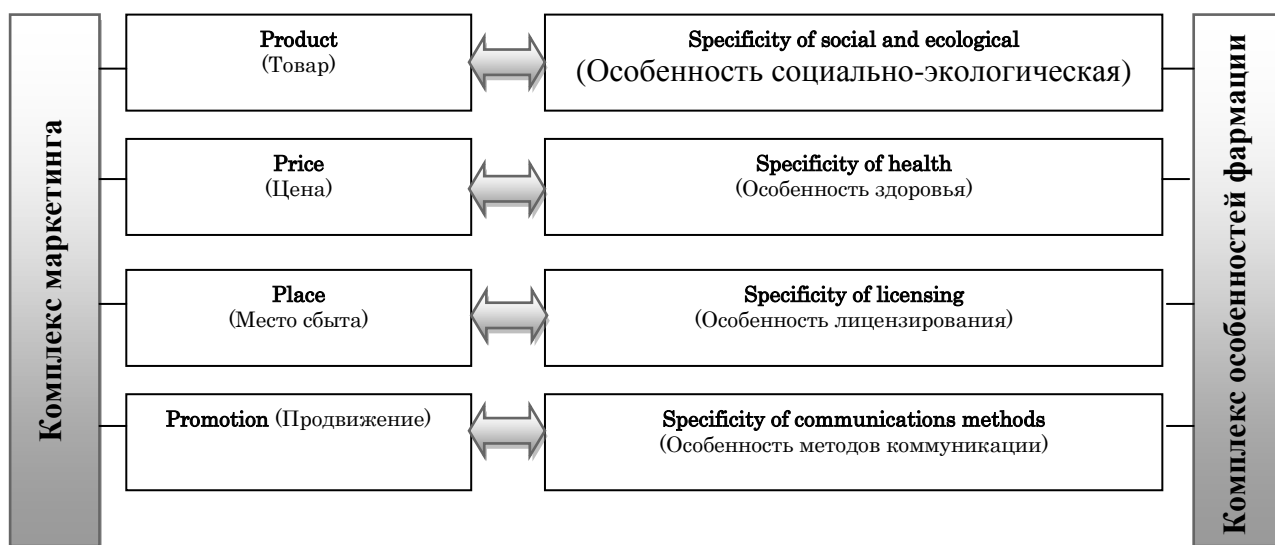 Комплекс маркетинга
Product
(Товар)
Specificity of social and ecological
(Особенность социально-экологическая)
Price
(Цена)
Specificity of health
(Особенность здоровья)
Place
(Место сбыта)
Specificity of licensing
(Особенность лицензирования)
Promotion (Продвижение)
Specificity of communications methods
(Особенность методов коммуникации)
Комплекс особенностей фармации